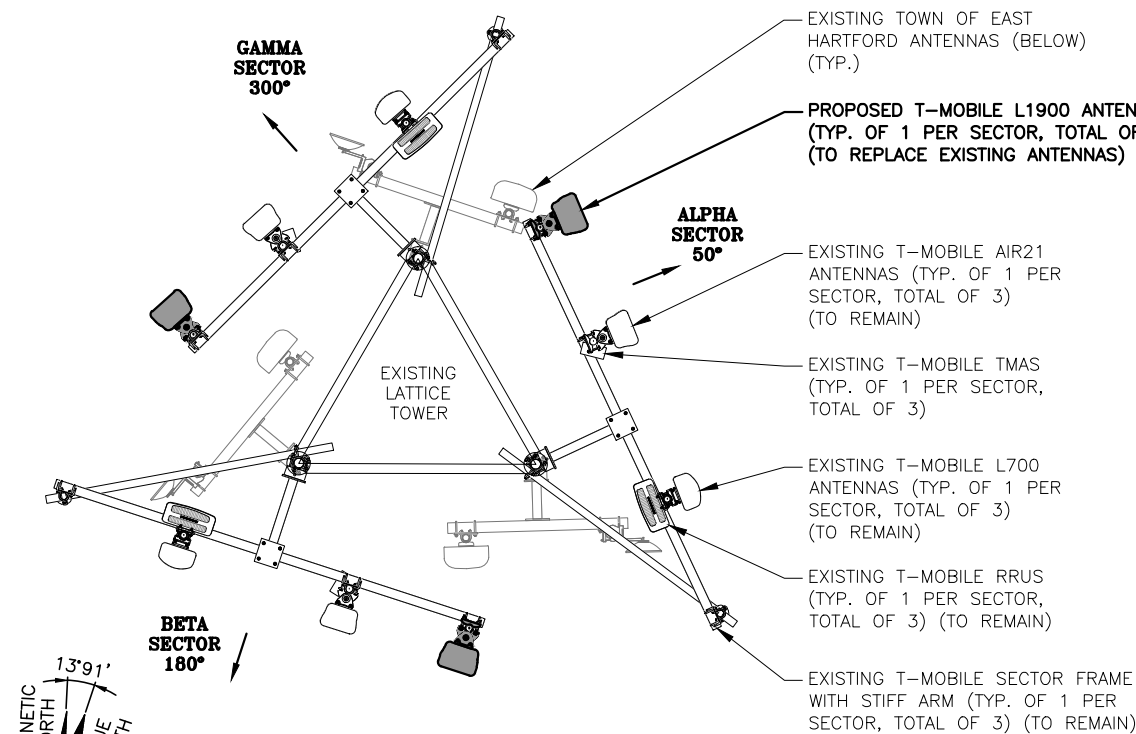 GAMMA
SECTOR
300°
EXISTING TOWN OF EAST
HARTFORD ANTENNAS (BELOW)
(TYP.)
PROPOSED T-MOBILE L1900
(TYP. OF 1 PER SECTOR, TOTAL
(TO REPLACE EXISTING ANTENNAS)
ALPHA
SECTOR
50°
EXISTING T-MOBILE AIR21
ANTENNAS (TYP. OF 1 PER
SECTOR, TOTAL OF 3)
(TO REMAIN)
EXISTING T-MOBILE TMAS
(TYP. OF 1 PER SECTOR,
TOTAL OF 3)
EXISTING
LATTICE
TOWER
EXISTING T-MOBILE L700
ANTENNAS (TYP. OF 1 PER
SECTOR, TOTAL OF 3)
(TO REMAIN)
EXISTING T-MOBILE RRUS
(TYP. OF 1 PER SECTOR,
TOTAL OF 3) (TO REMAIN)
BETA
SECTOR
180°
EXISTING T-MOBILE SECTOR FRAME
WITH STIFF ARM (TYP. OF 1 PER
SECTOR, TOTAL OF 3) (TO REMAIN)
13°91'